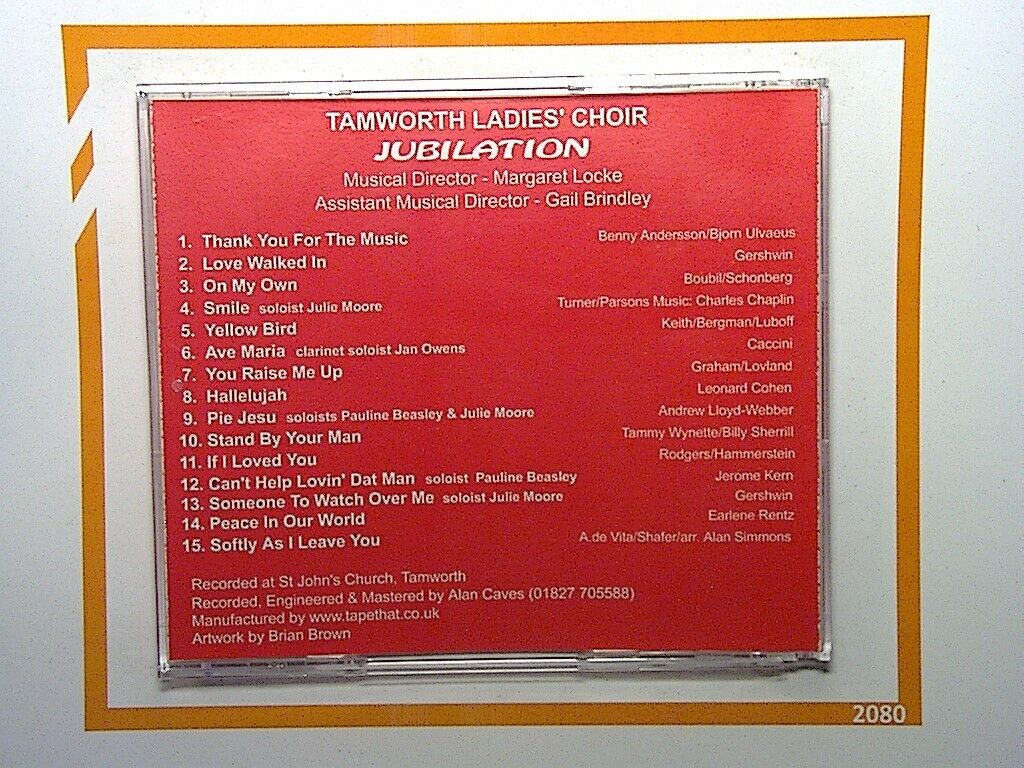 TAMWORTH LADIES' CHOIR
JUBILATION
Musical Director - Margaret Locke
Assistant Musical Director - Gail Brindley
1. Thank You For The Music Benny Andersson/Bjorn Ulvaeus
2. Love Walked In Gershwin
3. On My Own Boubil/Schonberg
4. Smile soloist Julie Moore Turner/Parsons Music: Charles Chaplin
5. Yellow Bird Keith/Bergman/Luboff
6. Ave Maria clarinet soloist Jan Owens Caccini
7. You Raise Me Up Graham/Lovland
8. Hallelujah Leonard Cohen
9. Pie Jesu soloists Pauline Beasley & Julie Moore Andrew Lloyd-Webber
10. Stand By Your Man Tammy Wynette/Billy Sherrill
11. If I Loved You Rodgers/Hammerstein
12. Can't Help Lovin' Dat Man soloist Pauline Beasley Jerome Kern
13. Someone To Watch Over Me soloist Julie Moore Gershwin
14. Peace In Our World Earlene Rentz
15. Softly As I Leave You A.de Vita/Shafer/arr. Alan Simmons
Recorded at St John's Church, Tamworth
Recorded, Engineered & Mastered by Alan Caves (01827 705588)
Manufactured by www.tapethat.co.uk
Artwork by Brian Brown
2080